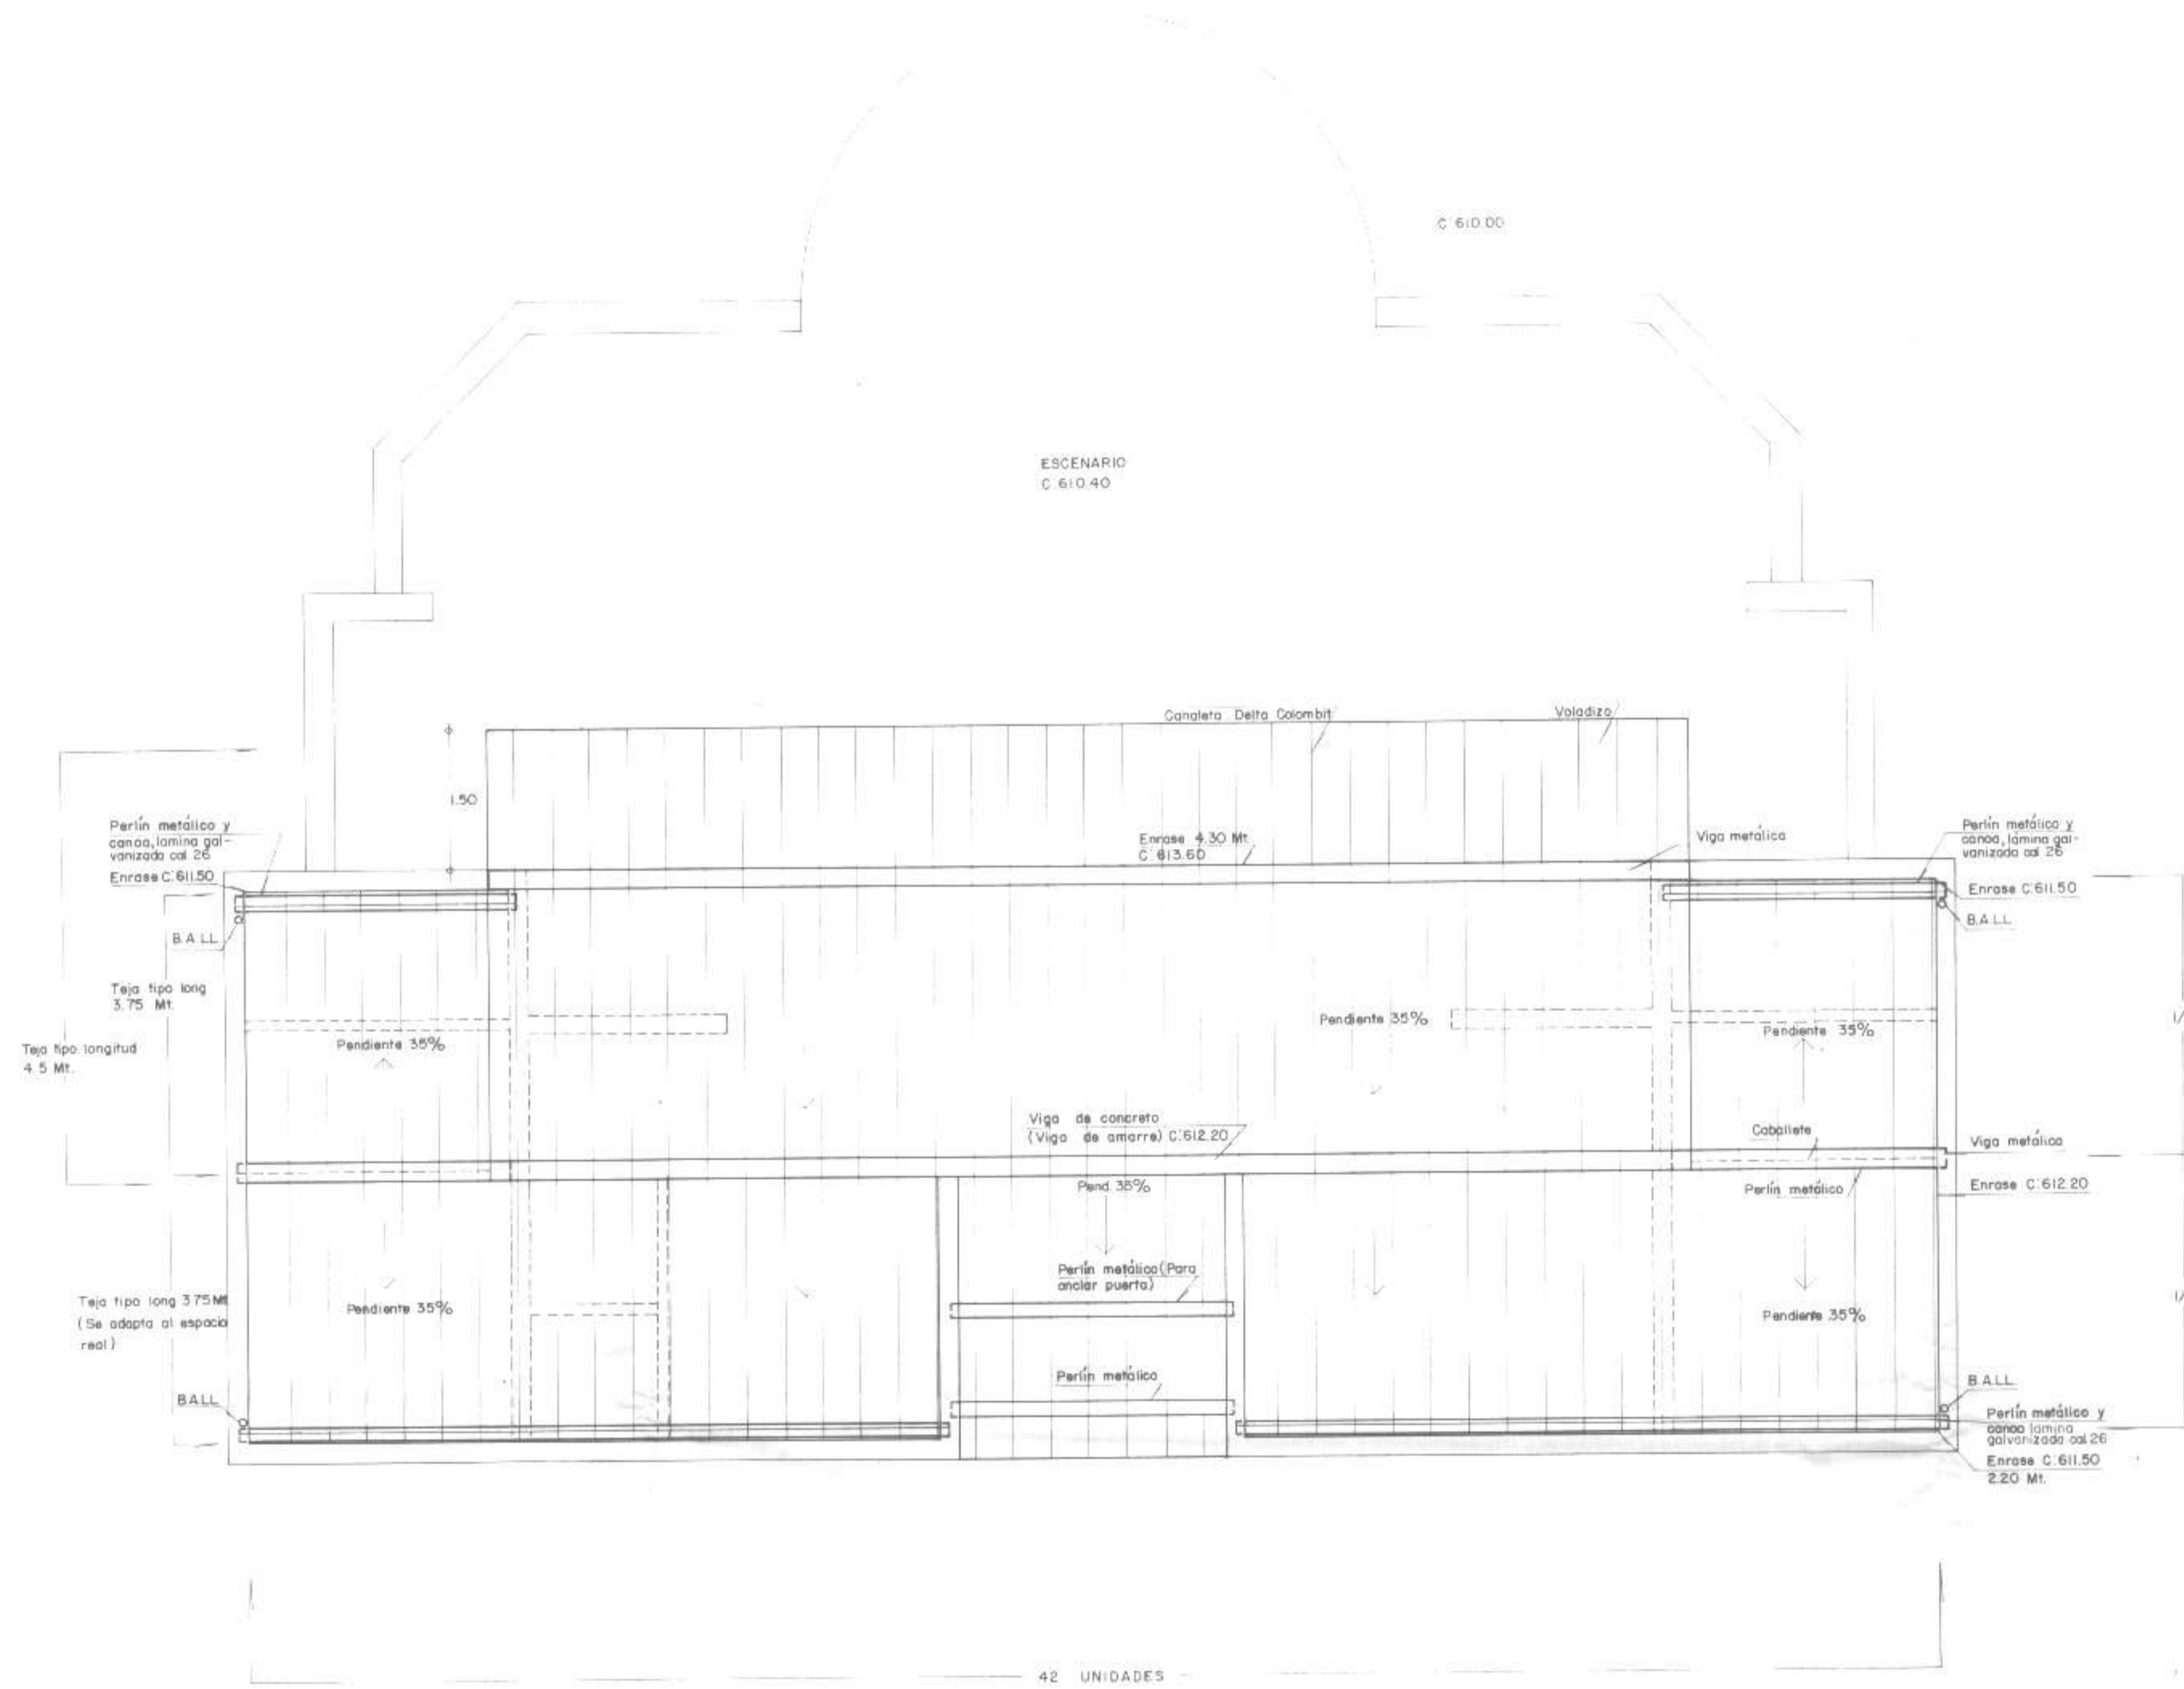 C 610.00
ESCENARIO
C.610.40
Canaleta Delta Colombit
Voladizo
1.50
Perlín metálico y
canoa, lámina gal-
vanizada cal 26
Enrase C:611.50
B.A.LL
Enrase 4.30 Mt.
C 613.60
Viga metálica
Perlín metálico y
canoa, lámina gal-
vanizada cal 26
Enrase C:611.50
B.A.LL
Teja tipo long
3.75 Mt.
Teja tipo longitud
4.5 Mt.
Pendiente 35%
Pendiente 35%
Pendiente 35%
Viga de concreto
(Viga de amarre) C:612.20
Caballete
Viga metálica
Perlín metálico
Enrase C:612.20
Pend. 35%
Perlín metálico (Para
anclar puerta)
Teja tipo long 3.75 Mt
(Se adapta al espacio
real)
Pendiente 35%
Pendiente 35%
Perlín metálico
B.A.LL
B.A.LL
Perlín metálico y
canoa lamina
galvanizada cal 26
Enrase C:611.50
2.20 Mt.
42 UNIDADES